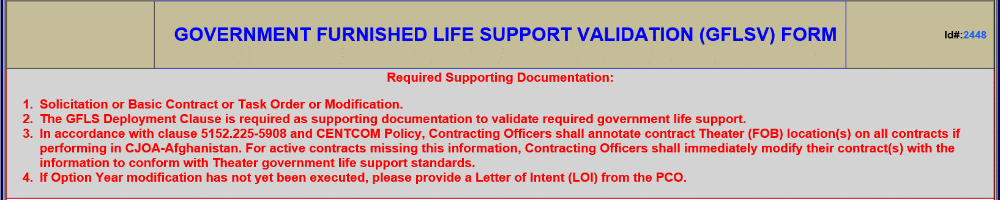 GOVERNMENT FURNISHED LIFE SUPPORT VALIDATION (GFLSV) FORM
Id#:2448
Required Supporting Documentation:
1. Solicitation or Basic Contract or Task Order or Modification.
2. The GFLS Deployment Clause is required as supporting documentation to validate required government life support.
3. In accordance with clause 5152.225-5908 and CENTCOM Policy, Contracting Officers shall annotate contract Theater (FOB) location(s) on all contracts if
performing in CJOA-Afghanistan. For active contracts missing this information, Contracting Officers shall immediately modify their contract(s) with the
information to conform with Theater government life support standards.
4. If Option Year modification has not yet been executed, please provide a Letter of Intent (LOI) from the PCO.